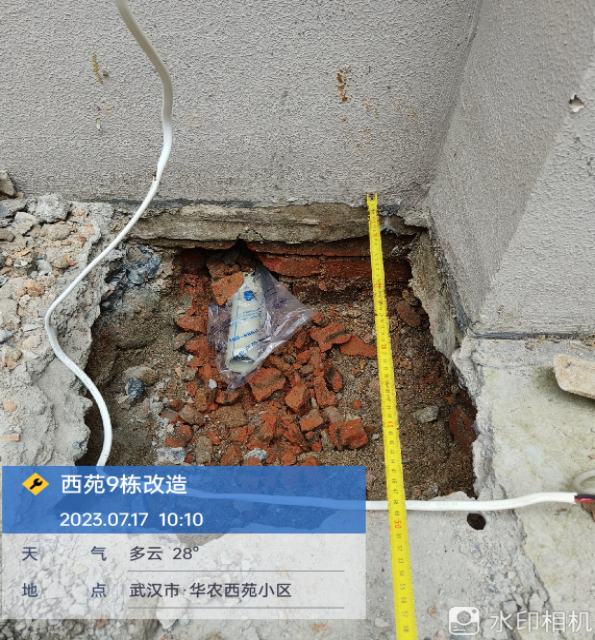 西苑9栋改造
2023.07.17 10:10
天 气 多云 28°
地 点 武汉市·华农西苑小区
水印相机